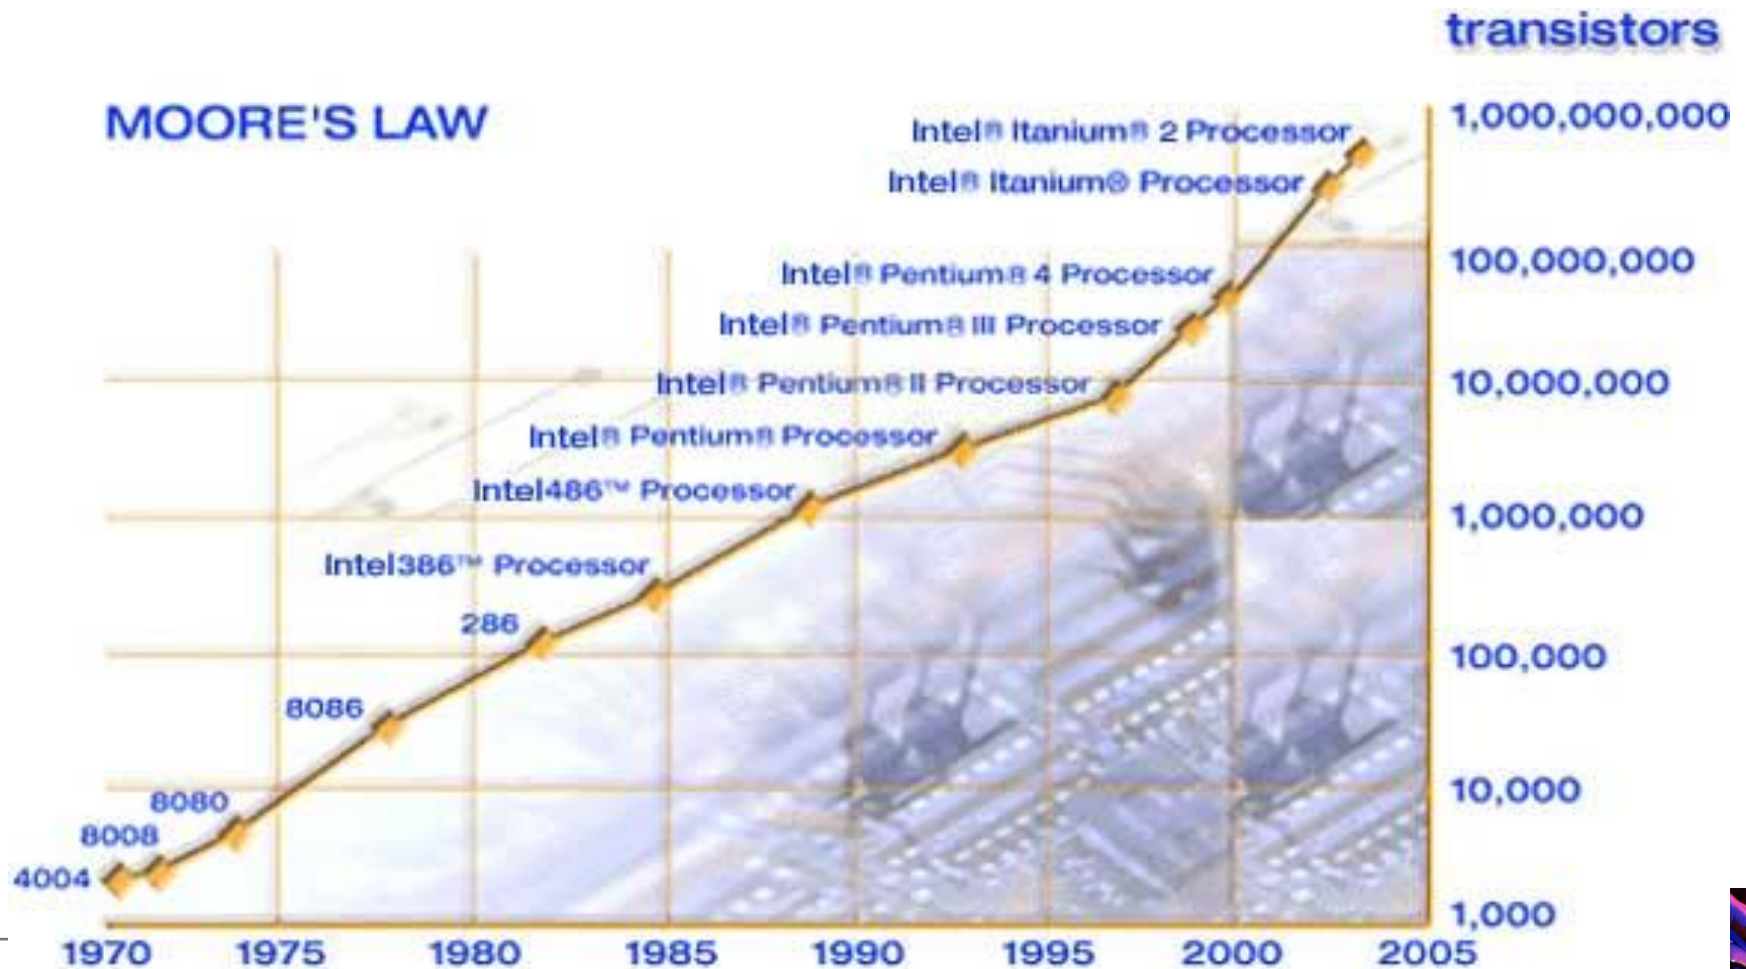 transistors
MOORE'S LAW
1,000,000,000
Intel® Itanium® 2 Processor
Intel® Itanium® Processor
100,000,000
Intel® Pentium® 4 Processor
Intel® Pentium® III Processor
10,000,000
Intel® Pentium® II Processor
Intel® Pentium® Processor
Intel486™ Processor
1,000,000
Intel386™ Processor
286
100,000
8086
10,000
8080
8008
4004
1,000
1970 1975 1980 1985 1990 1995 2000 2005